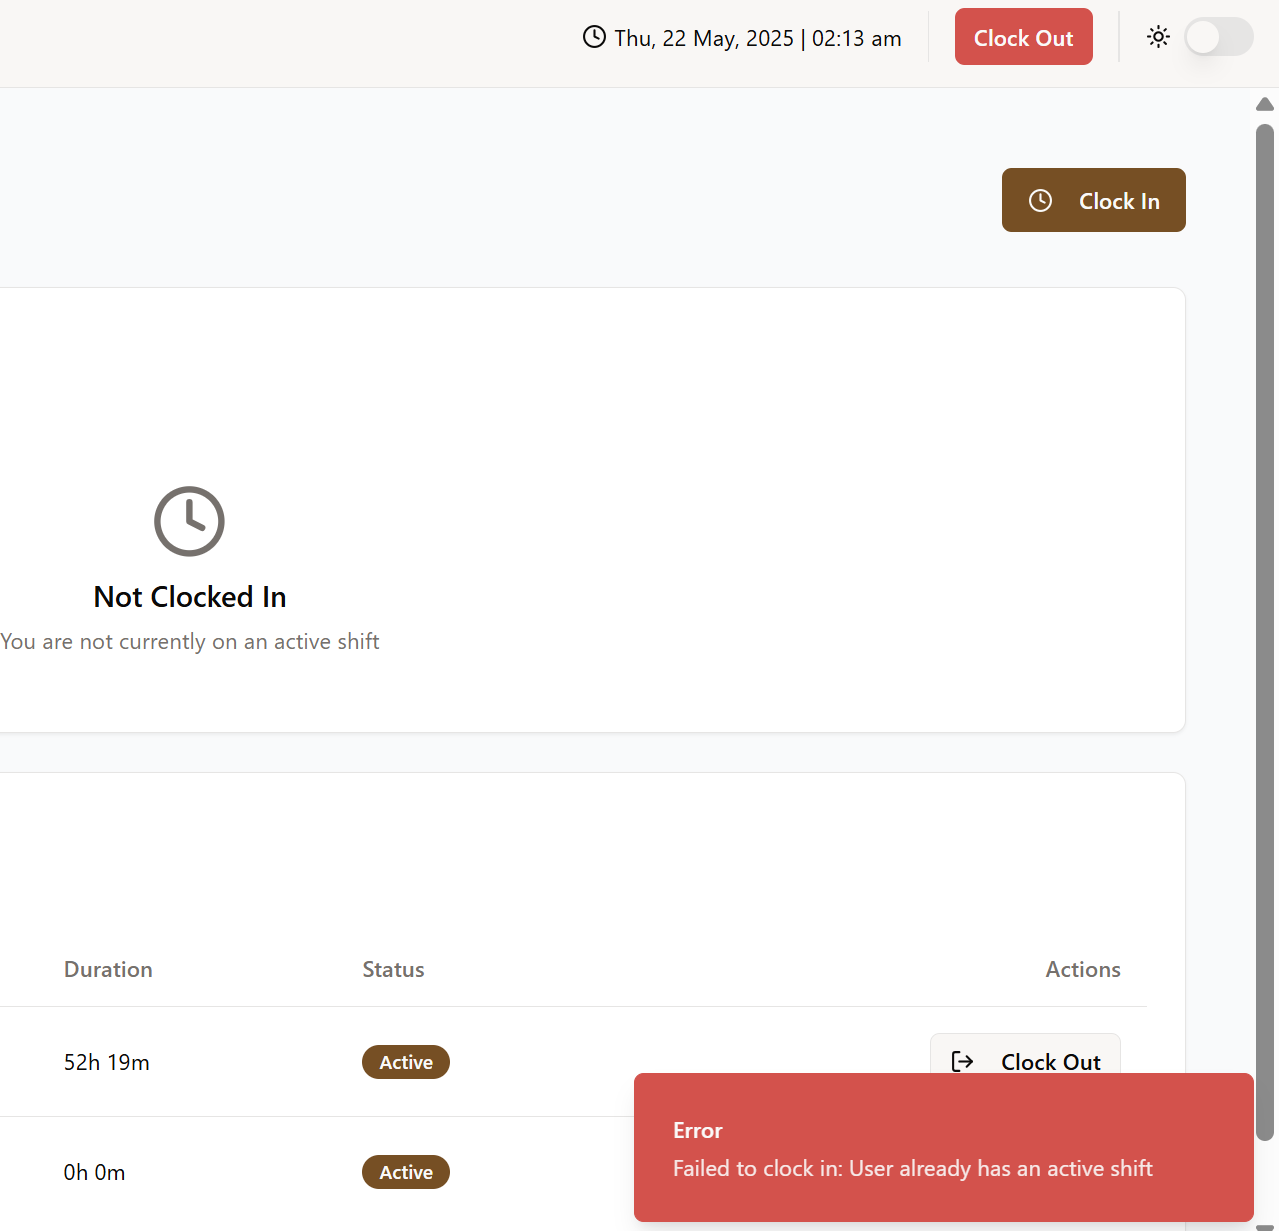 Thu, 22 May, 2025 | 02:13 am
Clock Out
Clock In
Not Clocked In
You are not currently on an active shift
Duration Status Actions
52h 19m Active Clock Out
0h 0m Active
Error
Failed to clock in: User already has an active shift